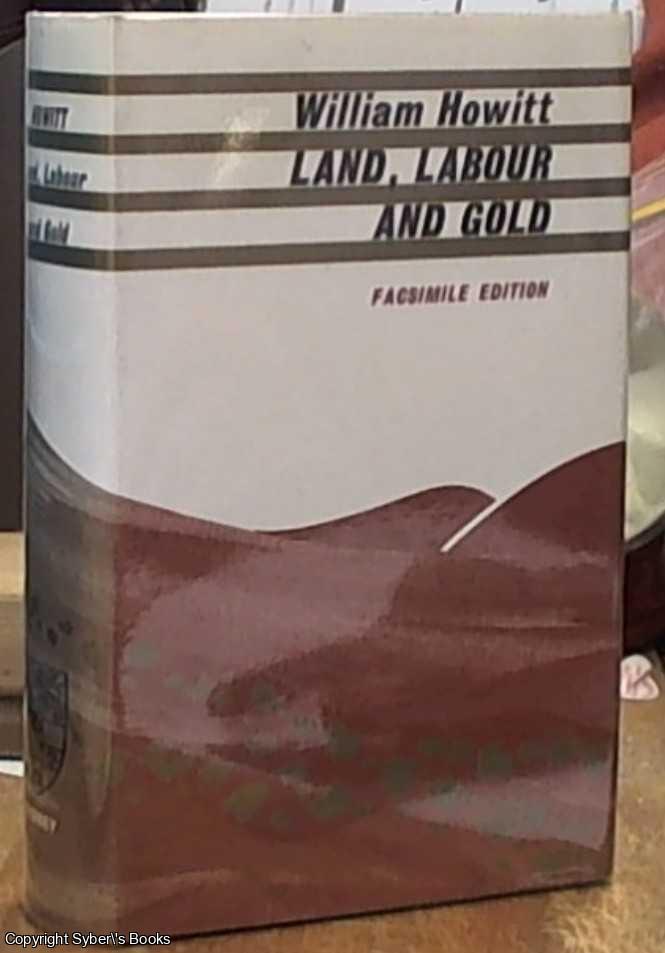 HOWITT
Labour
Gold
William Howitt
LAND, LABOUR
AND GOLD
FACSIMILE EDITION
Copyright Syber\'s Books